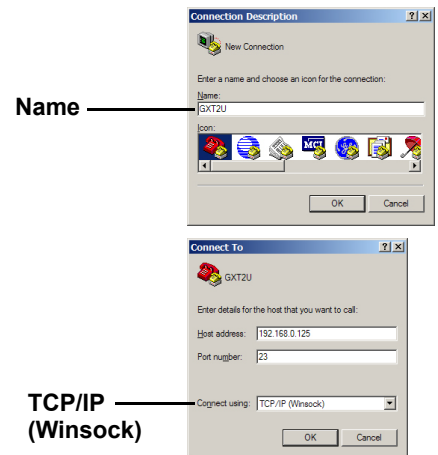 Connection Description
New Connection
Enter a name and choose an icon for the connection:
Name:
Name
GXT2U
Icon:
MCI
OK Cancel
Connect To
GXT2U
Enter details for the host that you want to call:
Host address: 192.168.0.125
Port number: 23
TCP/IP
(Winsock)
Connect using: TCP/IP (Winsock)
OK Cancel